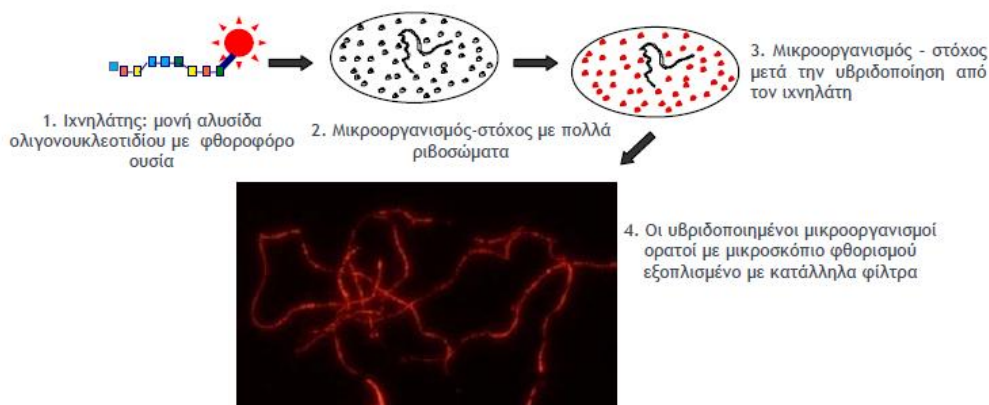 1. Ιχνηλάτης: μονή αλυσίδα
ολιγονουκλεοτιδίου με φθοροφόρο
ουσία
2. Μικροοργανισμός-στόχος με πολλά
ριβοσώματα
3. Μικροοργανισμός - στόχος
μετά την υβριδοποίηση από
τον ιχνηλάτη
4. Οι υβριδοποιημένοι μικροοργανισμοί
ορατοί με μικροσκόπιο φθορισμού
εξοπλισμένο με κατάλληλα φίλτρα